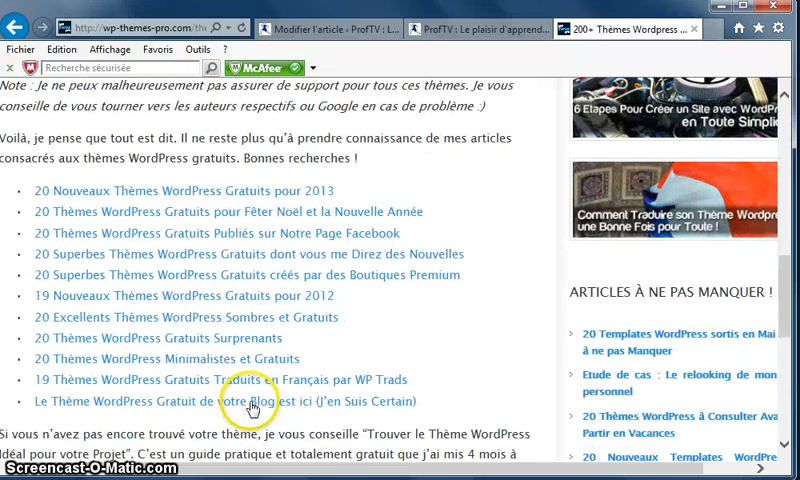 http://wp-themes-pro.com/the
Modifier l'article ‹ ProfTV : L...
ProfTV : Le plaisir d'apprend...
200+ Thèmes Wordpress ...
Fichier Edition Affichage Favoris Outils ?
Recherche sécurisée
McAfee
Note : Je ne peux malheureusement pas assurer de support pour tous ces thèmes. Je vous
conseille de vous tourner vers les auteurs respectifs ou Google en cas de problème :)
Voilà, je pense que tout est dit. Il ne reste plus qu'à prendre connaissance de mes articles
consacrés aux thèmes WordPress gratuits. Bonnes recherches !
20 Nouveaux Thèmes WordPress Gratuits pour 2013
20 Thèmes WordPress Gratuits pour Fêter Noël et la Nouvelle Année
20 Thèmes WordPress Gratuits Publiés sur Notre Page Facebook
20 Superbes Thèmes WordPress Gratuits dont vous me Direz des Nouvelles
20 Superbes Thèmes WordPress Gratuits créés par des Boutiques Premium
19 Nouveaux Thèmes WordPress Gratuits pour 2012
20 Excellents Thèmes WordPress Sombres et Gratuits
20 Thèmes WordPress Gratuits Surprenants
20 Thèmes WordPress Minimalistes et Gratuits
19 Thèmes WordPress Gratuits Traduits en Français par WP Trads
Le Thème WordPress Gratuit de votre Blog est ici (J'en Suis Certain)
Si vous n'avez pas encore trouvé votre thème, je vous conseille "Trouver le Thème WordPress
Idéal pour votre Projet". C'est un guide pratique et totalement gratuit que j'ai mis 4 mois à
6 Etapes Pour Créer un Site avec WordPr
en Toute Simpli
Comment Traduire son Thème Wordpre
une Bonne Fois pour Toute !
ARTICLES À NE PAS MANQUER !
20 Templates WordPress sortis en Mai
à ne pas Manquer
Etude de cas : Le relooking de mon
personnel
20 Thèmes WordPress à Consulter Ava
Partir en Vacances
20 Nouveaux Templates WordPres
Screencast-O-Matic.com